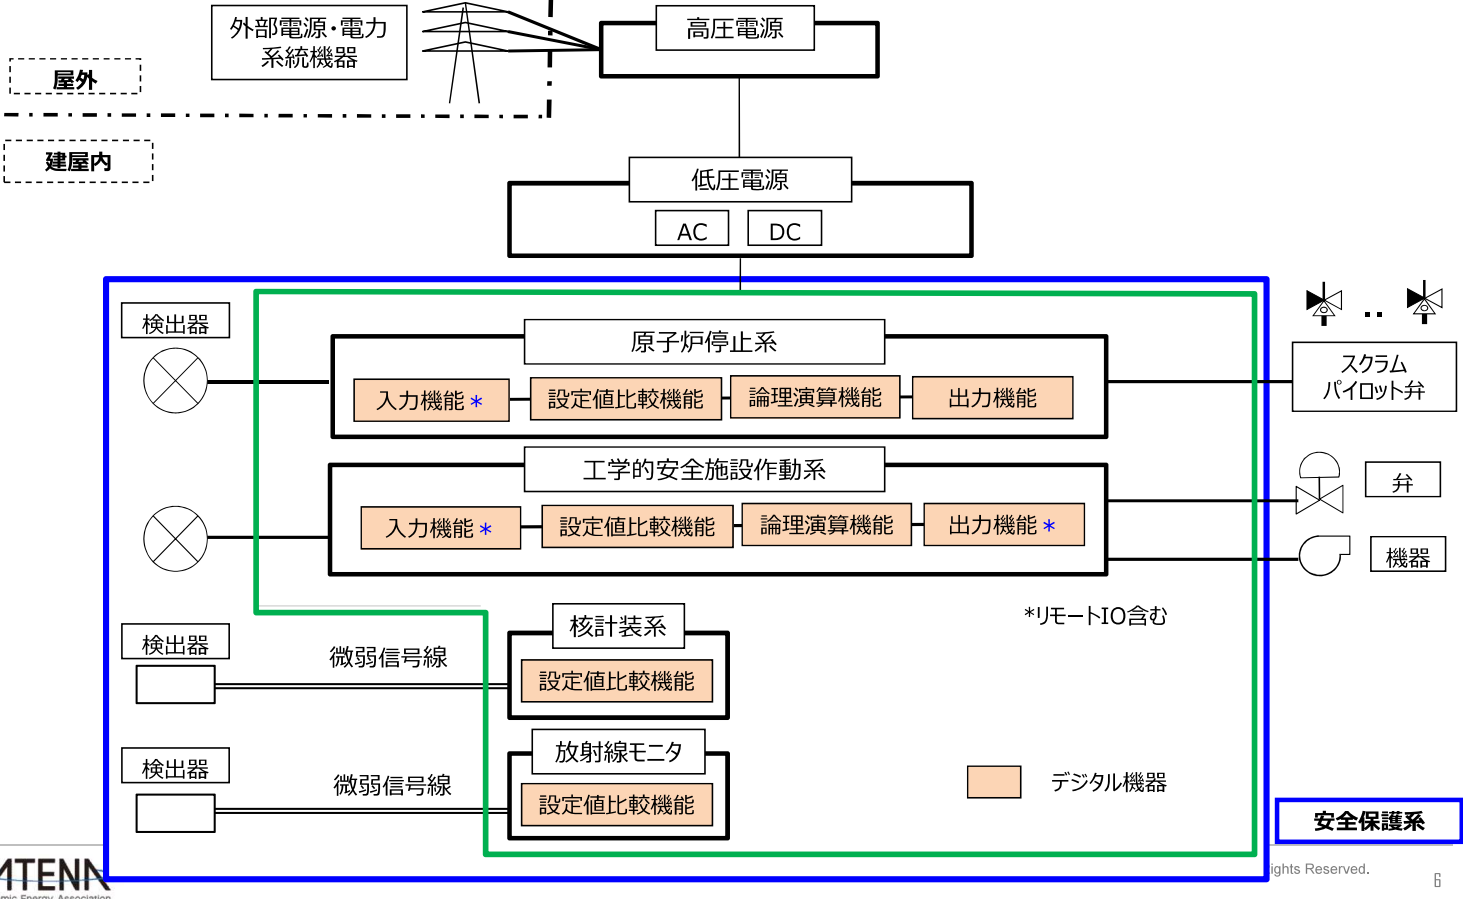 外部電源・電力
系統機器
高圧電源
屋外
建屋内
低圧電源
AC
DC
検出器
原子炉停止系
入力機能*
設定値比較機能
論理演算機能
出力機能
スクラム
パイロット弁
工学的安全施設作動系
入力機能*
設定値比較機能
論理演算機能
出力機能*
弁
機器
*リモートIO含む
検出器
微弱信号線
核計装系
設定値比較機能
検出器
微弱信号線
放射線モニタ
設定値比較機能
デジタル機器
安全保護系
ATENA
mic Energy Association
ights Reserved.
6